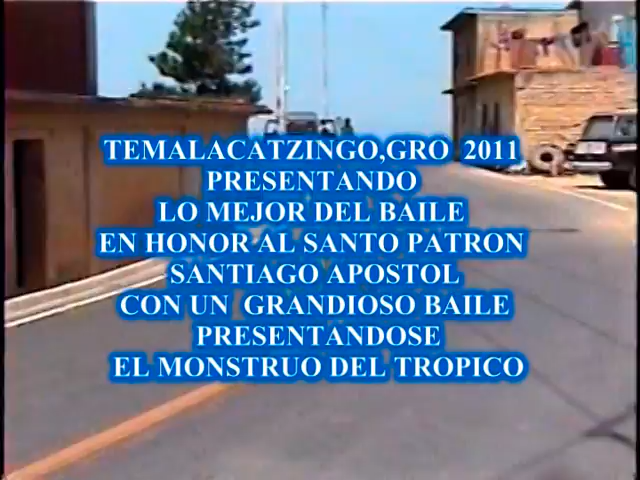 TEMALACATZINGO,GRO 2011
PRESENTANDO
LO MEJOR DEL BAILE
EN HONOR AL SANTO PATRON
SANTIAGO APOSTOL
CON UN GRANDIOSO BAILE
PRESENTANDOSE
EL MONSTRUO DEL TROPICO